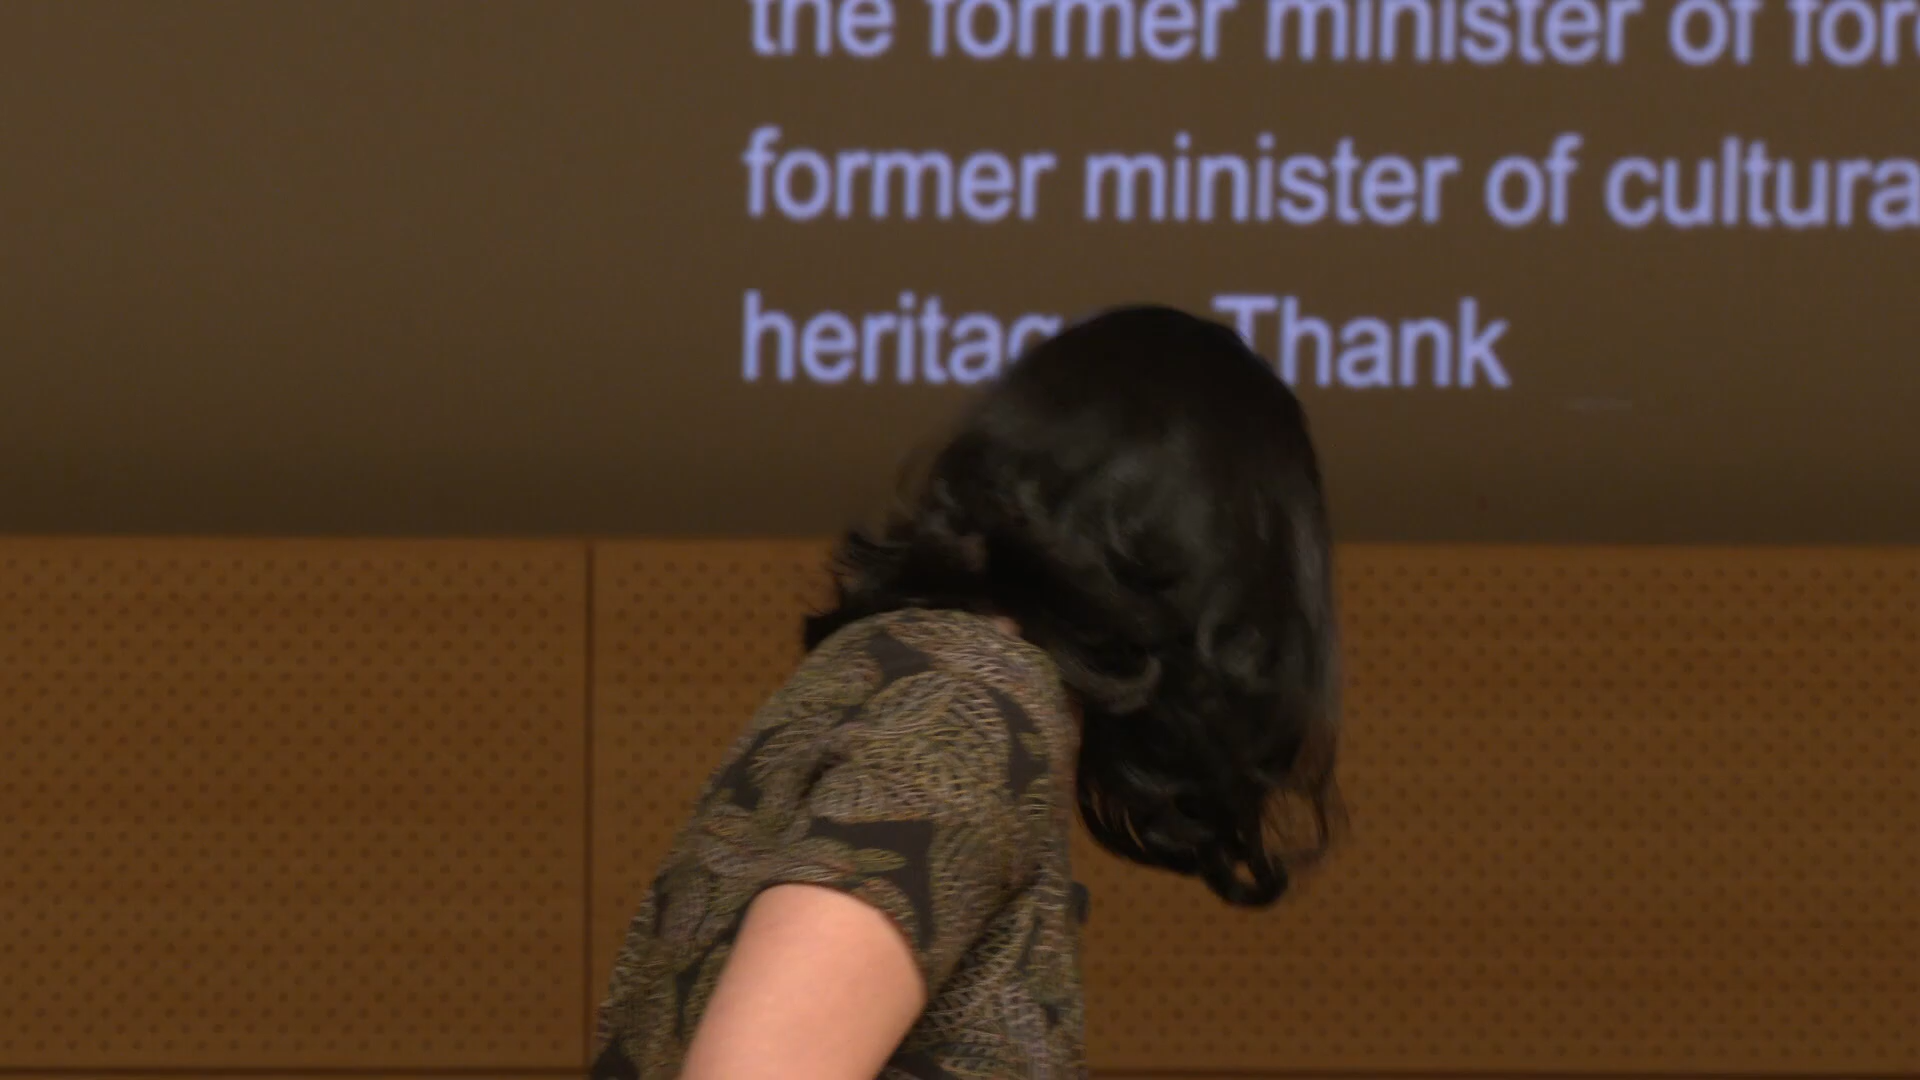 the former minister of
former minister of cultura
Thank